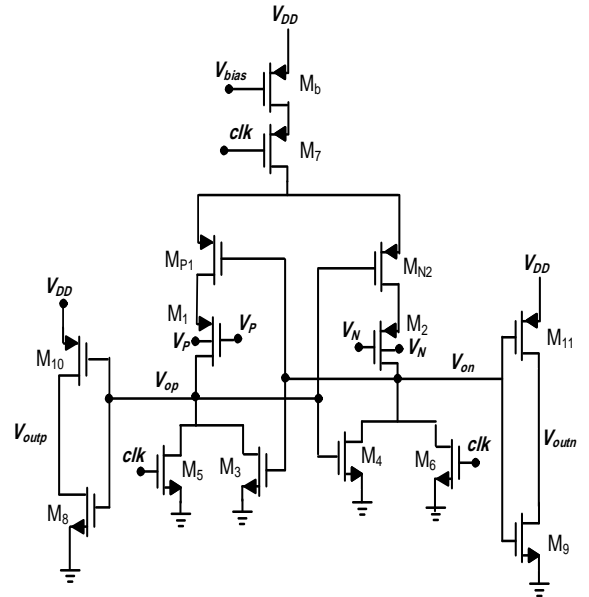 VDD
Vbias
Mb
clk
M7
MP1
MN2
VDD
VDD
M1
VP
VP
M2
VN
VN
M11
M10
Vop
Von
Voutp
Voutn
clk
M5
M3
M4
M6
clk
M8
M9